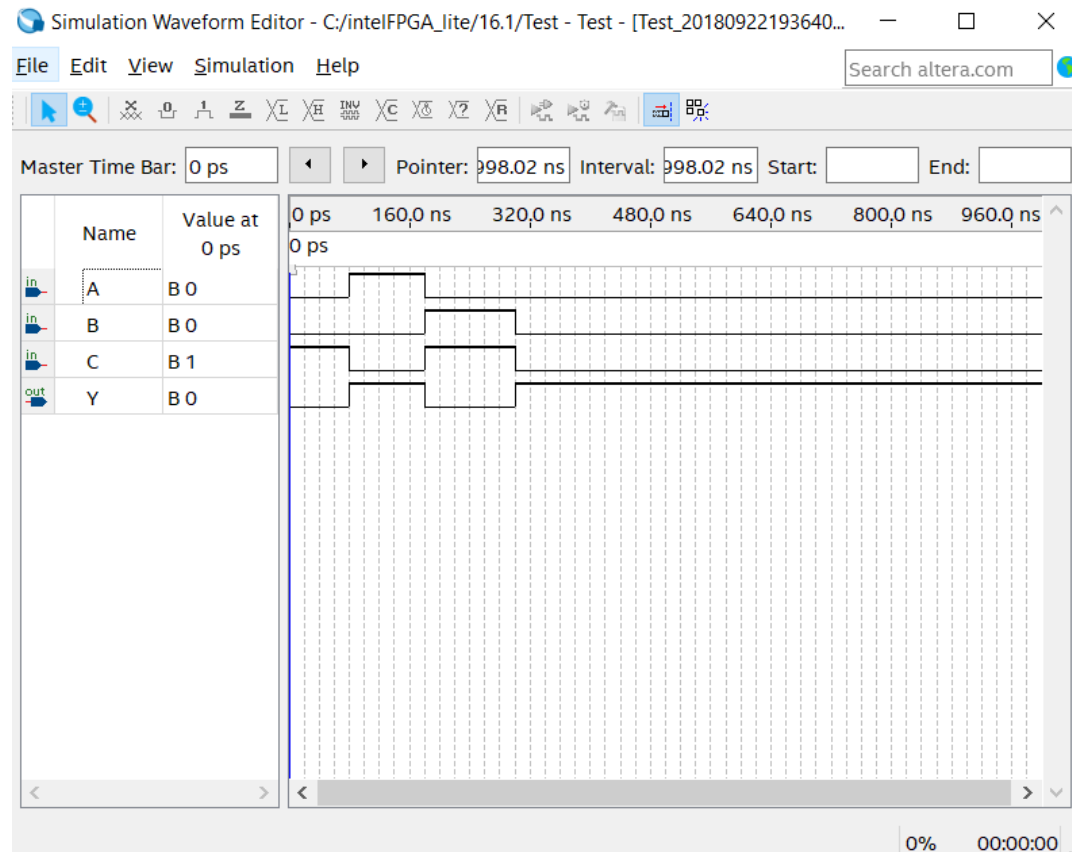 Simulation Waveform Editor - C:/intelFPGA_lite/16.1/Test - Test - [Test_20180922193640...
File Edit View Simulation Help
Search altera.com
Master Time Bar: 0 ps Pointer: 998.02 ns Interval: 998.02 ns Start: End:
Name Value at 0 ps
0 ps 160.0 ns 320.0 ns 480.0 ns 640.0 ns 800.0 ns 960.0 ns
0 ps
in A B 0
in B B 0
in C B 1
out Y B 0
0% 00:00:00